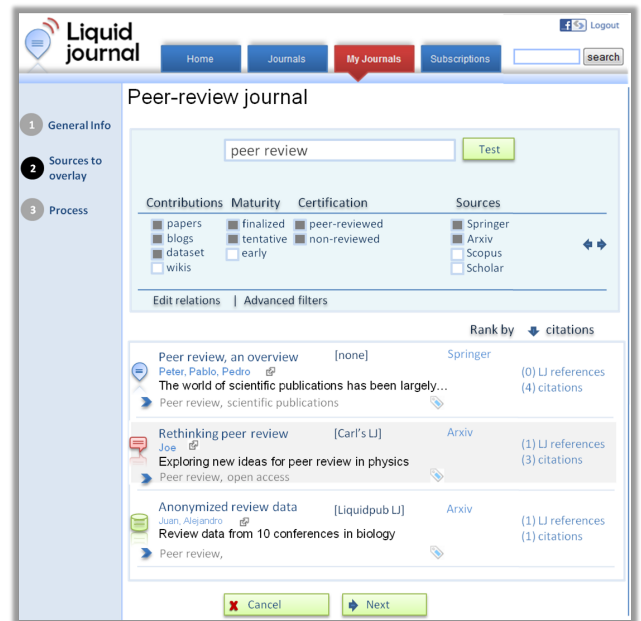 Liquid journal
Logout
Home Journals My Journals Subscriptions search
Peer-review journal
1 General Info
2 Sources to overlay
3 Process
peer review Test
Contributions Maturity Certification Sources
papers finalized peer-reviewed Springer
blogs tentative non-reviewed Arxiv
dataset early Scopus
wikis Scholar
Edit relations | Advanced filters
Rank by citations
Peer review, an overview [none] Springer
Peter, Pablo, Pedro (0) LJ references
The world of scientific publications has been largely... (4) citations
Peer review, scientific publications
Rethinking peer review [Carl's LJ] Arxiv
Joe (1) LJ references
Exploring new ideas for peer review in physics (3) citations
Peer review, open access
Anonymized review data [Liquidpub LJ] Arxiv
Juan, Alejandro (1) LJ references
Review data from 10 conferences in biology (1) citations
Peer review,
Cancel Next